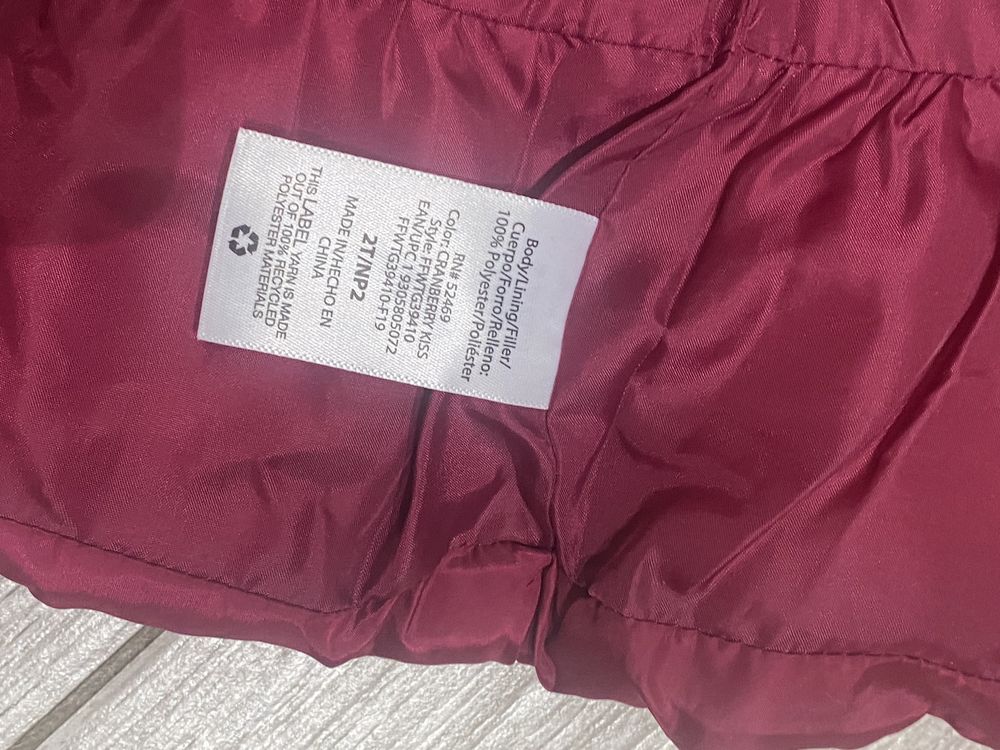 Body/Lining/Filler/
Cuerpo/Forro/Relleno:
100% Polyester/Poliéster
RN# 52469
Color: CRANBERRY KISS
Style: FFWTG39410
EAN/UPC 1 9305805072
FFWTG39410-F19
2T/NP2
MADE IN/HECHO EN
CHINA
THIS LABEL YARN IS MADE
OUT OF 100% RECYCLED
POLYESTER MATERIALS